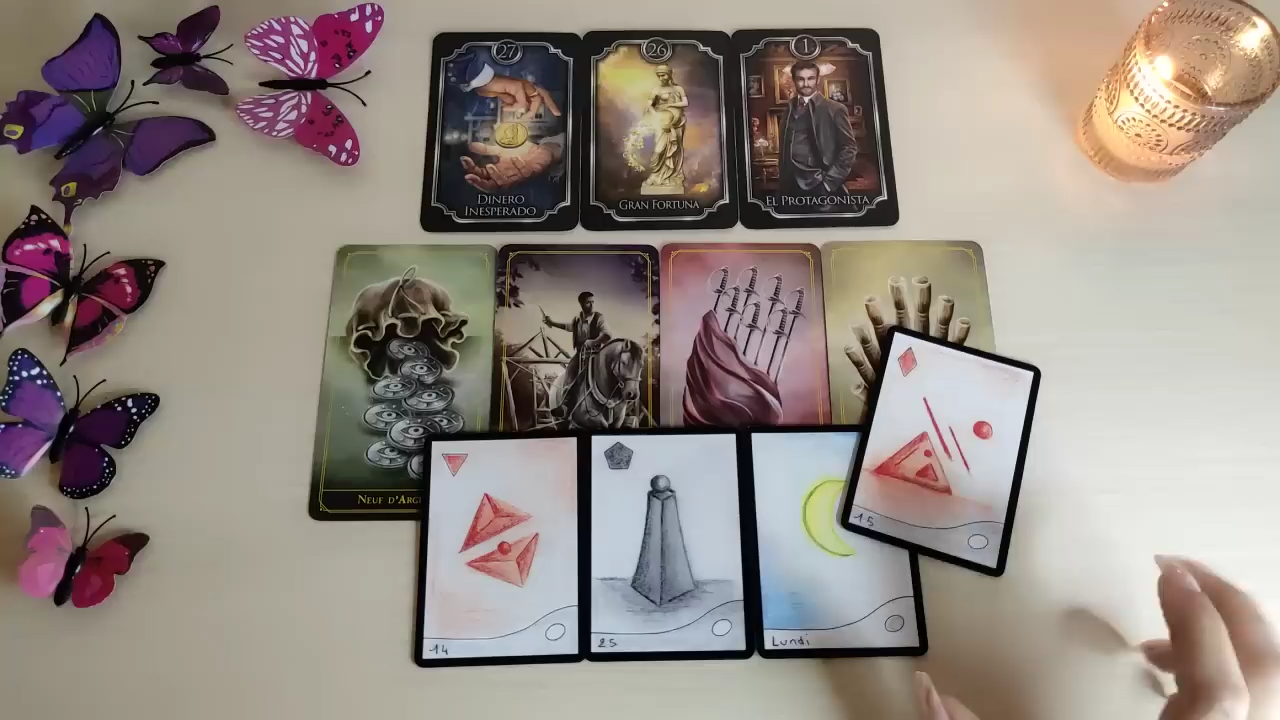 27
DINERO
INESPERADO
26
GRAN FORTUNA
1
EL PROTAGONISTA
NEUF D'ARG
14
25
Lundi
15